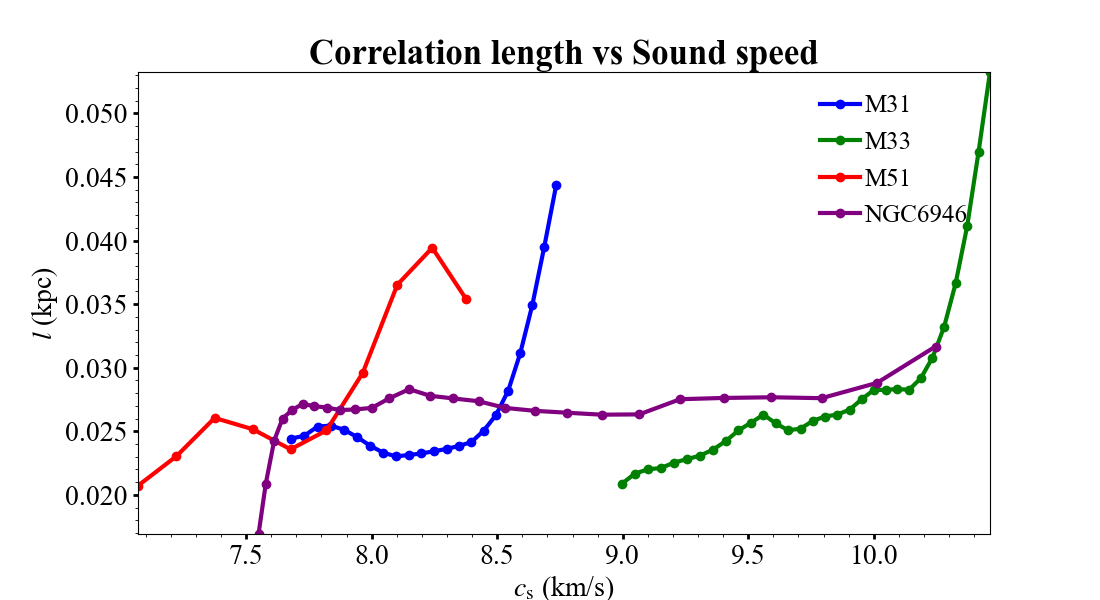 Correlation length vs Sound speed
0.050
0.045
0.040
0.035
0.030
0.025
0.020
l (kpc)
M31
M33
M51
NGC6946
7.5 8.0 8.5 9.0 9.5 10.0
cs (km/s)